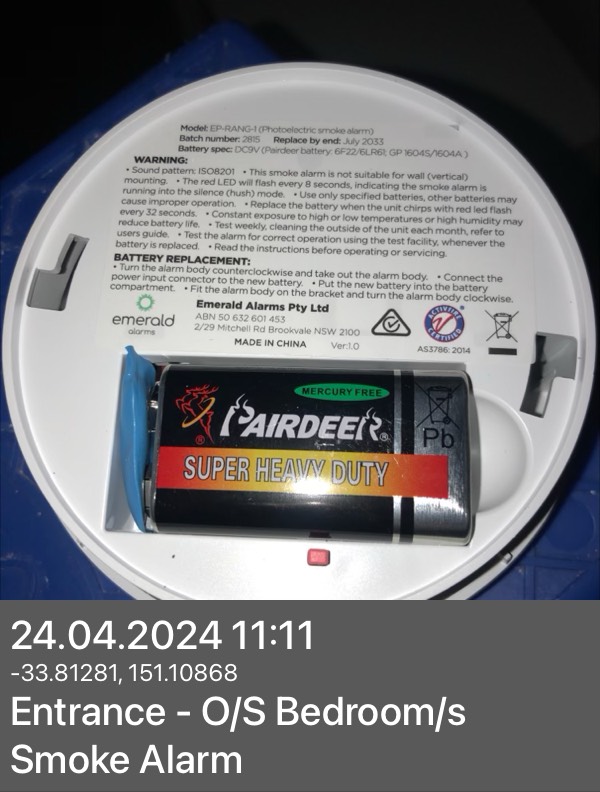 Model: EP-RANG-1 (Photoelectric smoke alarm)
Batch number: 2815 Replace by end: July 2033
Battery spec: DC9V (Pairdeer battery: 6F22/6LR61; GP 1604S/1604A )
WARNING:
• Sound pattern: ISO8201 • This smoke alarm is not suitable for wall (vertical)
mounting. • The red LED will flash every 8 seconds, indicating the smoke alarm is
running into the silence (hush) mode. • Use only specified batteries, other batteries may
cause improper operation. • Replace the battery when the unit chirps with red led flash
every 32 seconds. • Constant exposure to high or low temperatures or high humidity may
reduce battery life. • Test weekly, cleaning the outside of the unit each month, refer to
users guide. • Test the alarm for correct operation using the test facility, whenever the
battery is replaced. • Read the instructions before operating or servicing.
BATTERY REPLACEMENT:
• Turn the alarm body counterclockwise and take out the alarm body. • Connect the
power input connector to the new battery. • Put the new battery into the battery
compartment. • Fit the alarm body on the bracket and turn the alarm body clockwise.
emerald
alarms
Emerald Alarms Pty Ltd
ABN 50 632 601 453
2/29 Mitchell Rd Brookvale NSW 2100
MADE IN CHINA Ver:1.0
ACTIVFIRE
CERTIFIED
AS3786: 2014
MERCURY FREE
PAIRDEER®
Pb
SUPER HEAVY DUTY
24.04.2024 11:11
-33.81281, 151.10868
Entrance - O/S Bedroom/s
Smoke Alarm